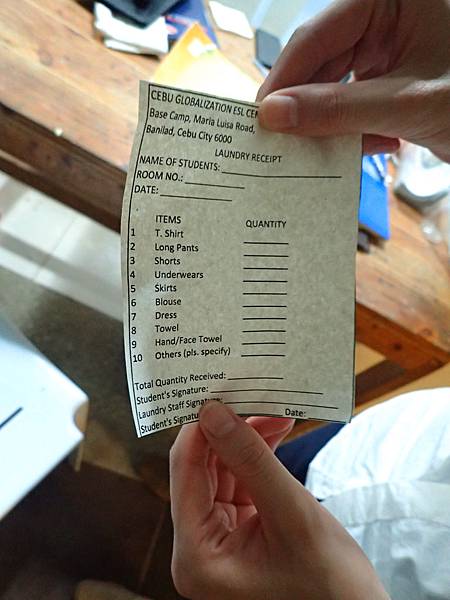 CEBU GLOBALIZATION ESL
Base Camp, Maria Luisa Road,
Banilad, Cebu City 6000
LAUNDRY RECEIPT
NAME OF STUDENTS:
ROOM NO.:
DATE:
ITEMS QUANTITY
1 T. Shirt
2 Long Pants
3 Shorts
4 Underwears
5 Skirts
6 Blouse
7 Dress
8 Towel
9 Hand/Face Towel
10 Others (pls. specify)
Total Quantity Received:
Student's Signature:
Laundry Staff Signature:
Student's Date: